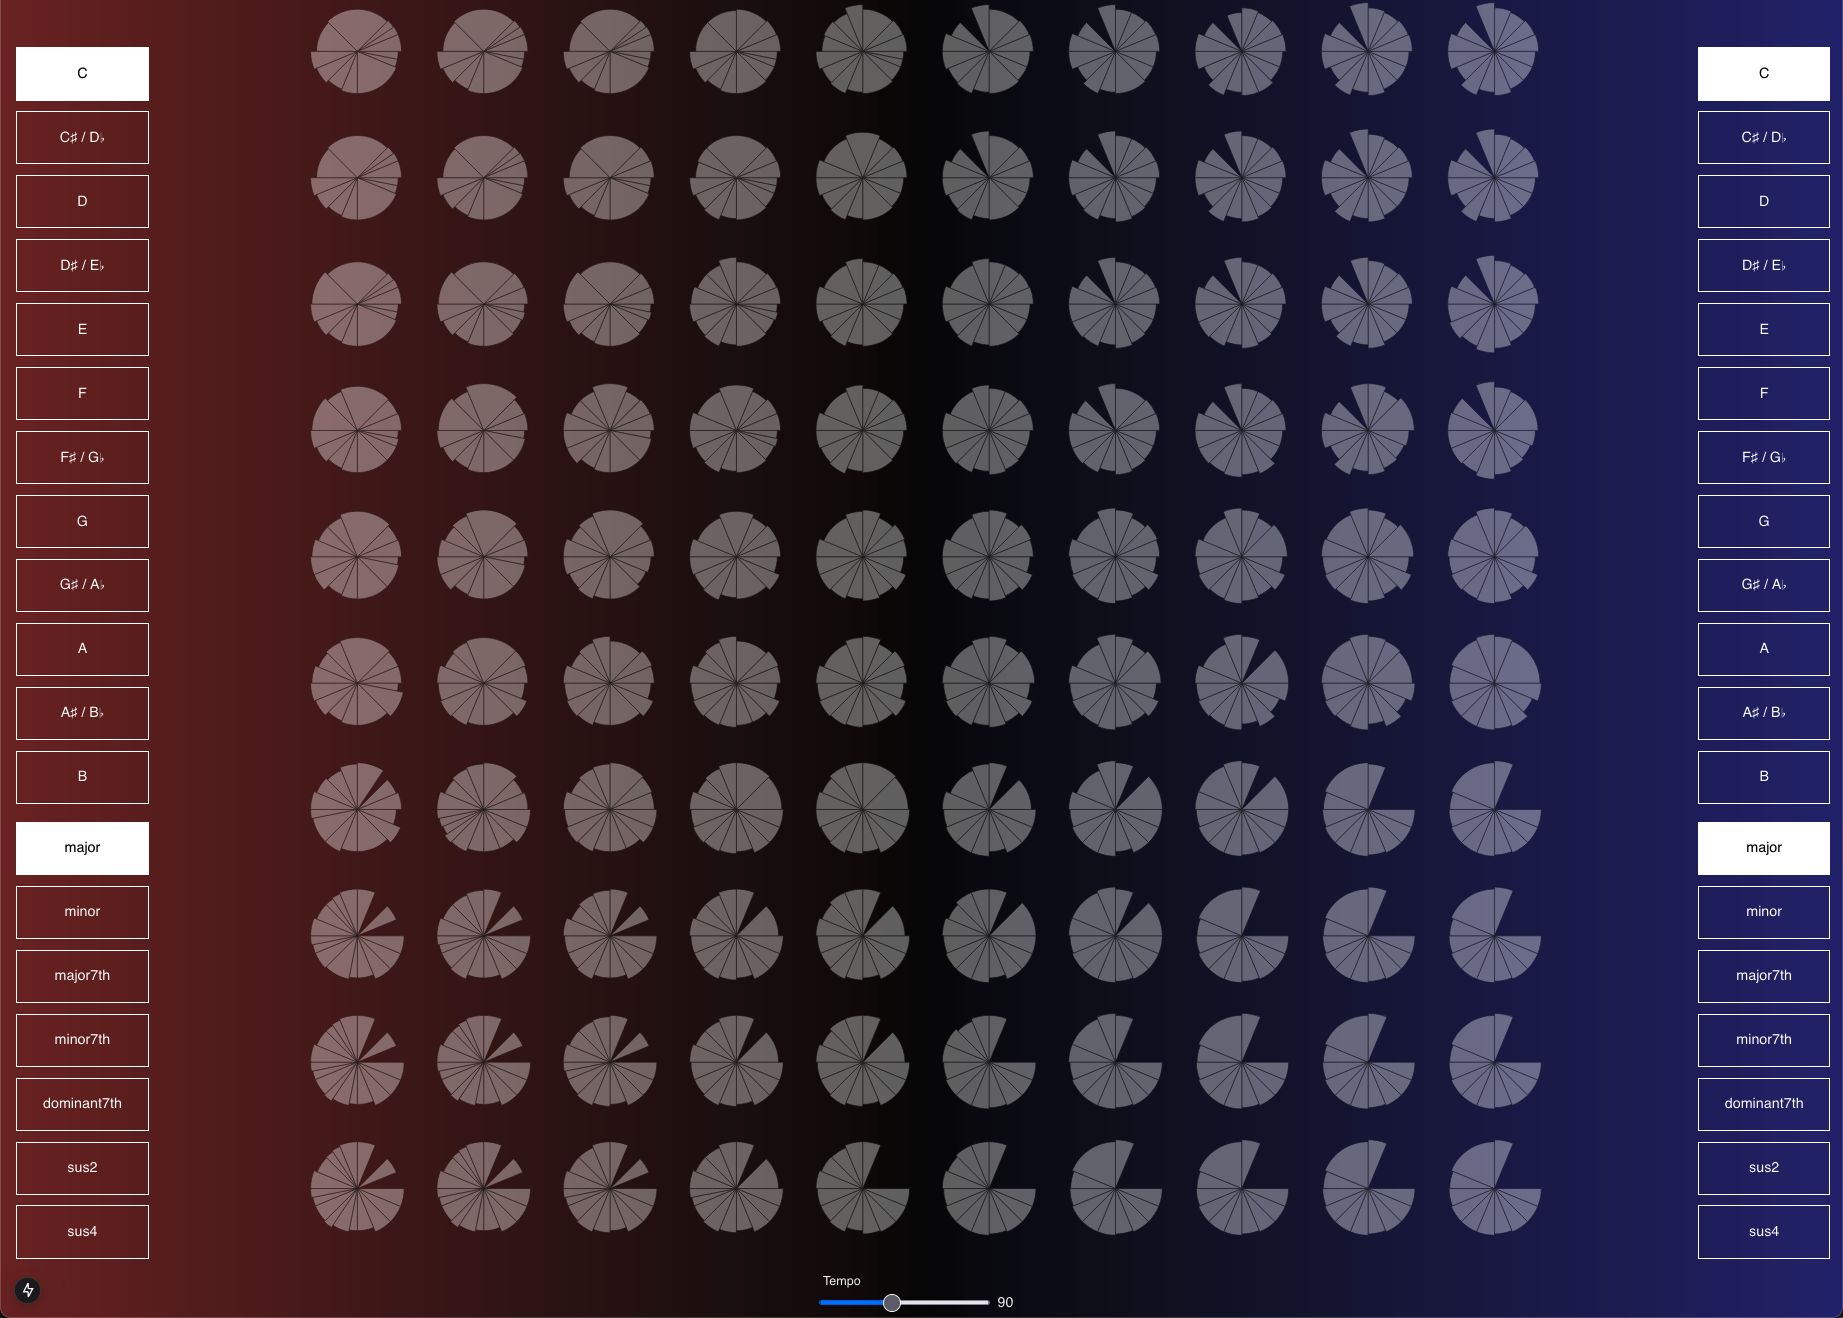 C
C♯ / D♭
D
D♯ / E♭
E
F
F♯ / G♭
G
G♯ / A♭
A
A♯ / B♭
B
major
minor
major7th
minor7th
dominant7th
sus2
sus4
C
C♯ / D♭
D
D♯ / E♭
E
F
F♯ / G♭
G
G♯ / A♭
A
A♯ / B♭
B
major
minor
major7th
minor7th
dominant7th
sus2
sus4
Tempo
90